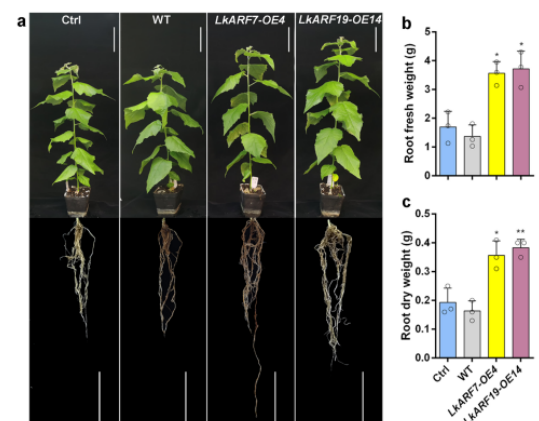 a
Ctrl WT LkARF7-OE4 LkARF19-OE14
b
Root fresh weight (g)
5
4
3
2
1
0
* *
c
Root dry weight (g)
0.5
0.4
0.3
0.2
0.1
0.0
* **
Ctrl WT LkARF7-OE4 LkARF19-OE14